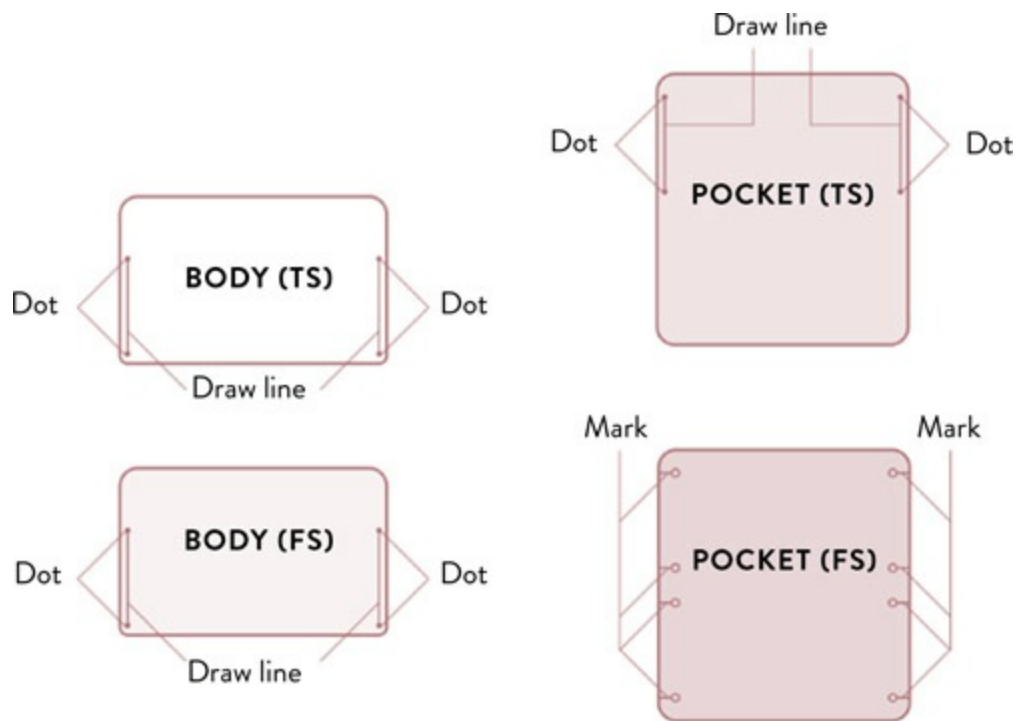 Draw line
Dot
Dot
POCKET (TS)
BODY (TS)
Dot
Dot
Draw line
Mark
Mark
BODY (FS)
POCKET (FS)
Dot
Dot
Draw line